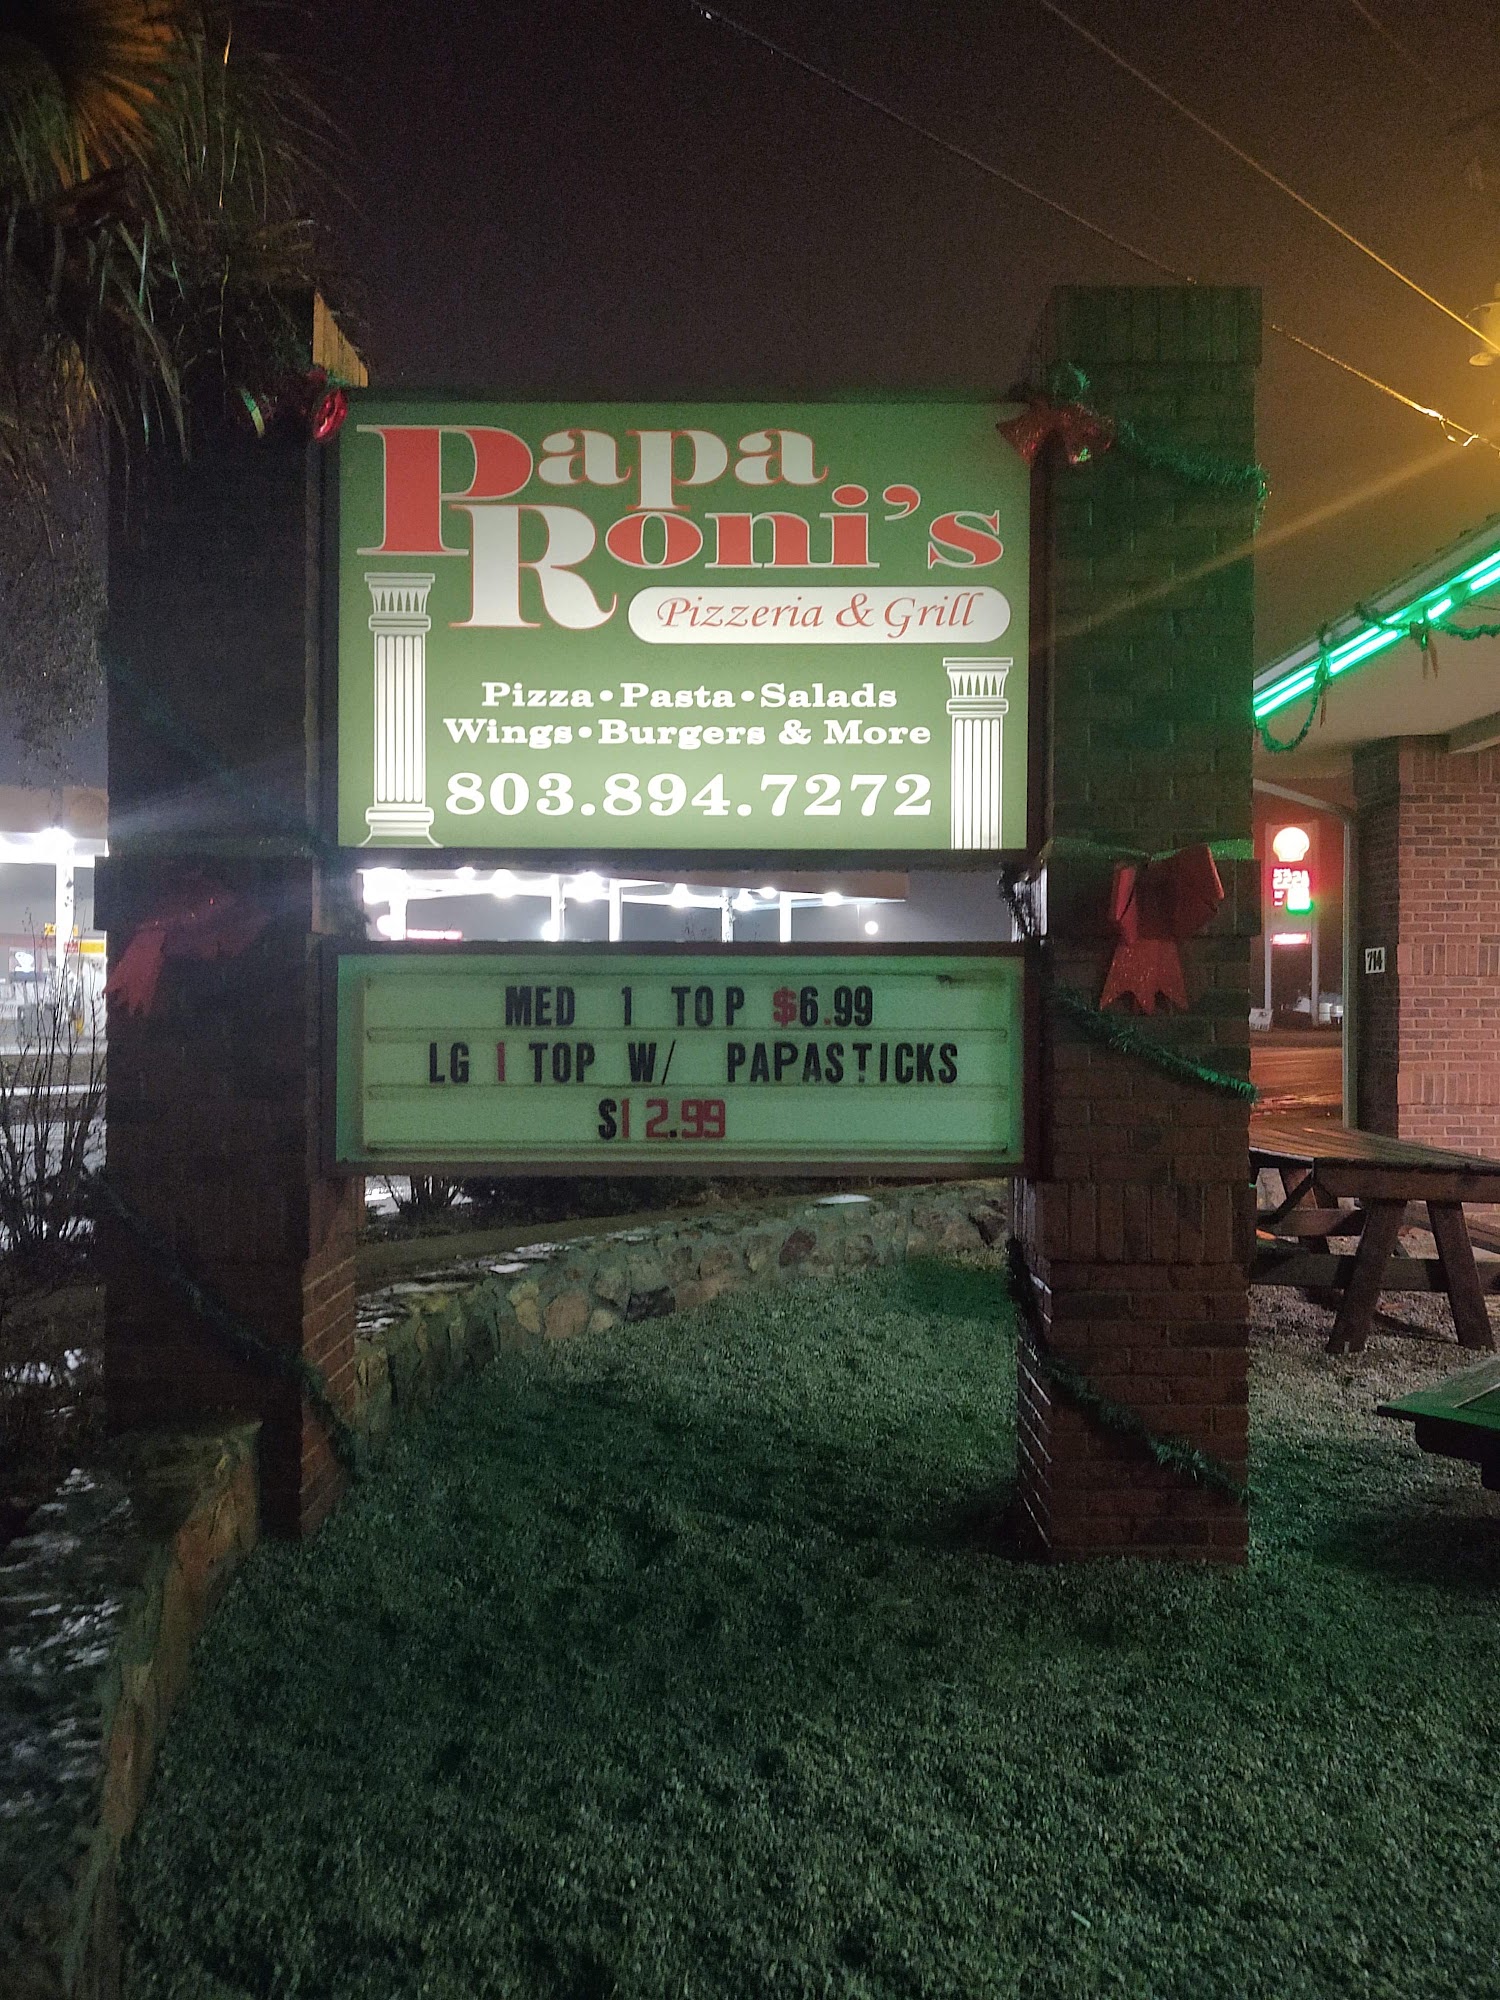 Papa
Roni's
Pizzeria & Grill
Pizza • Pasta • Salads
Wings • Burgers & More
803.894.7272
MED 1 TOP $6.99
LG 1 TOP W/ PAPASTICKS
$12.99
714